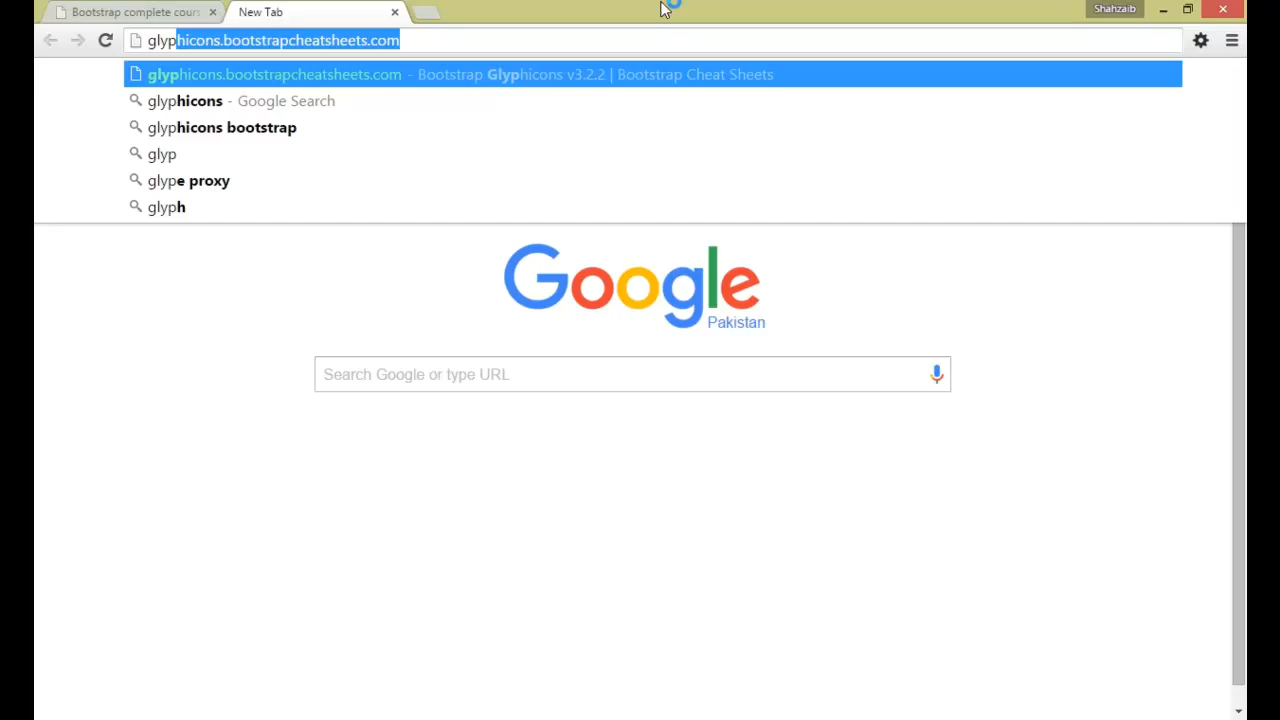 Bootstrap complete cours
New Tab
Shahzaib
glyphicons.bootstrapcheatsheets.com
glyphicons.bootstrapcheatsheets.com - Bootstrap Glyphicons v3.2.2 | Bootstrap Cheat Sheets
glyphicons - Google Search
glyphicons bootstrap
glyp
glype proxy
glyph
Google
Pakistan
Search Google or type URL